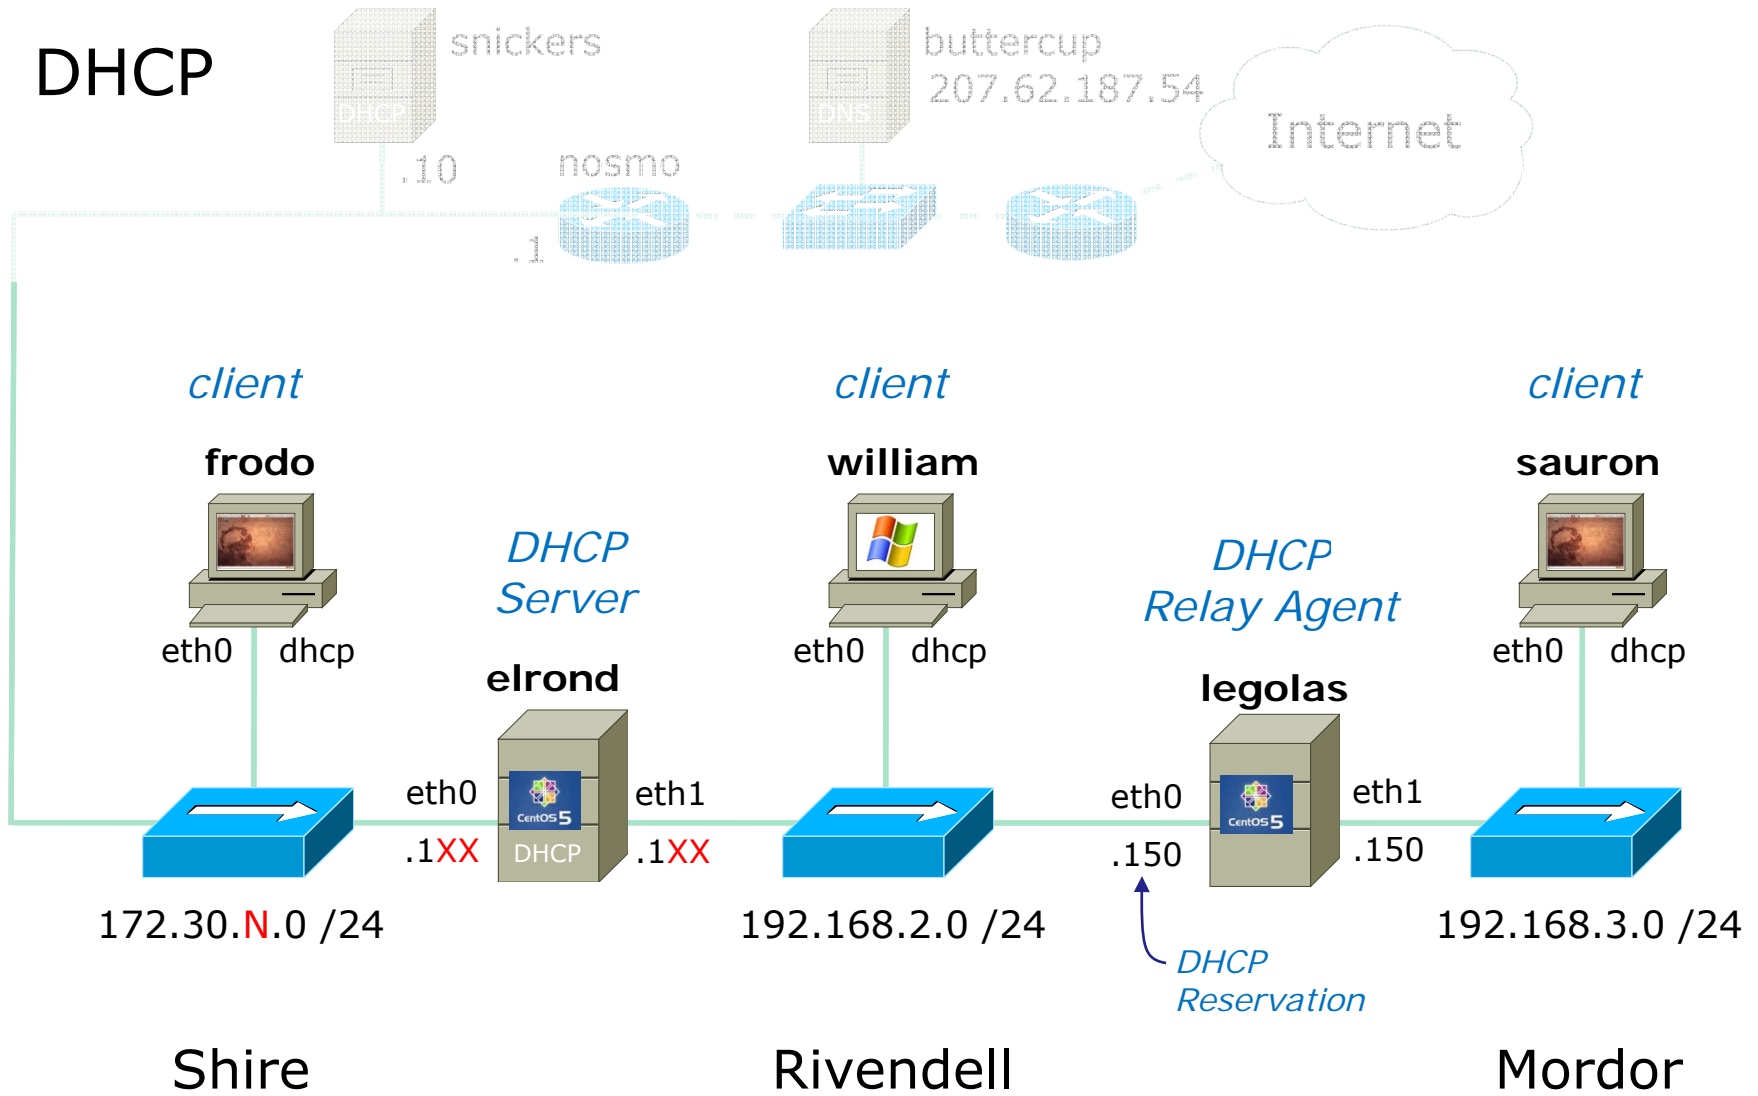 DHCP
snickers
DHCP
.10
nosmo
.1
buttercup
207.62.187.54
DNS
Internet
client
client
client
frodo
william
sauron
eth0 dhcp
eth0 dhcp
eth0 dhcp
DHCP
Server
DHCP
Relay Agent
elrond
legolas
eth0
.1XX
CentOS 5
DHCP
eth1
.1XX
eth0
.150
CentOS 5
eth1
.150
172.30.N.0 /24
192.168.2.0 /24
192.168.3.0 /24
DHCP
Reservation
Shire
Rivendell
Mordor